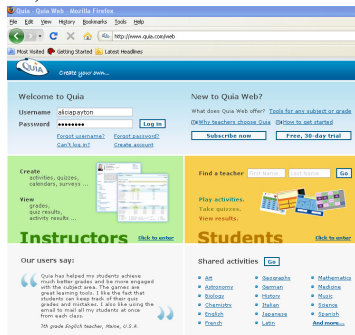 Quia - Quia Web - Mozilla Firefox
File Edit View History Bookmarks Tools Help
http://www.quia.com/web
Most Visited Getting Started Latest Headlines
QUIA Create your own...
Welcome to Quia
Username aliciapayton
Password ••••••••• Log in
Forgot username? Forgot password?
Can't log in? Create account
New to Quia Web?
What does Quia Web offer? Tools for any subject or grade
Why teachers choose Quia How to get started
Subscribe now Free, 30-day trial
Create
activities, quizzes,
calendars, surveys ...
View
grades,
quiz results,
activity results ...
Instructors Click to enter
Find a teacher First name Last name Go
Play activities.
Take quizzes.
View results.
Students Click to enter
Our users say:
Quia has helped my students achieve
much better grades and be more engaged
with the subject area. The games are
great learning tools. I like the fact that
students can keep track of their quiz
grades and mistakes. I also like using the
email to mail all my students at once
from each class.
7th grade English teacher, Maine, U.S.A.
Shared activities Go
Art Geography Mathematics
Astronomy German Medicine
Biology History Music
Chemistry Italian Science
English Japanese Spanish
French Latin And more...